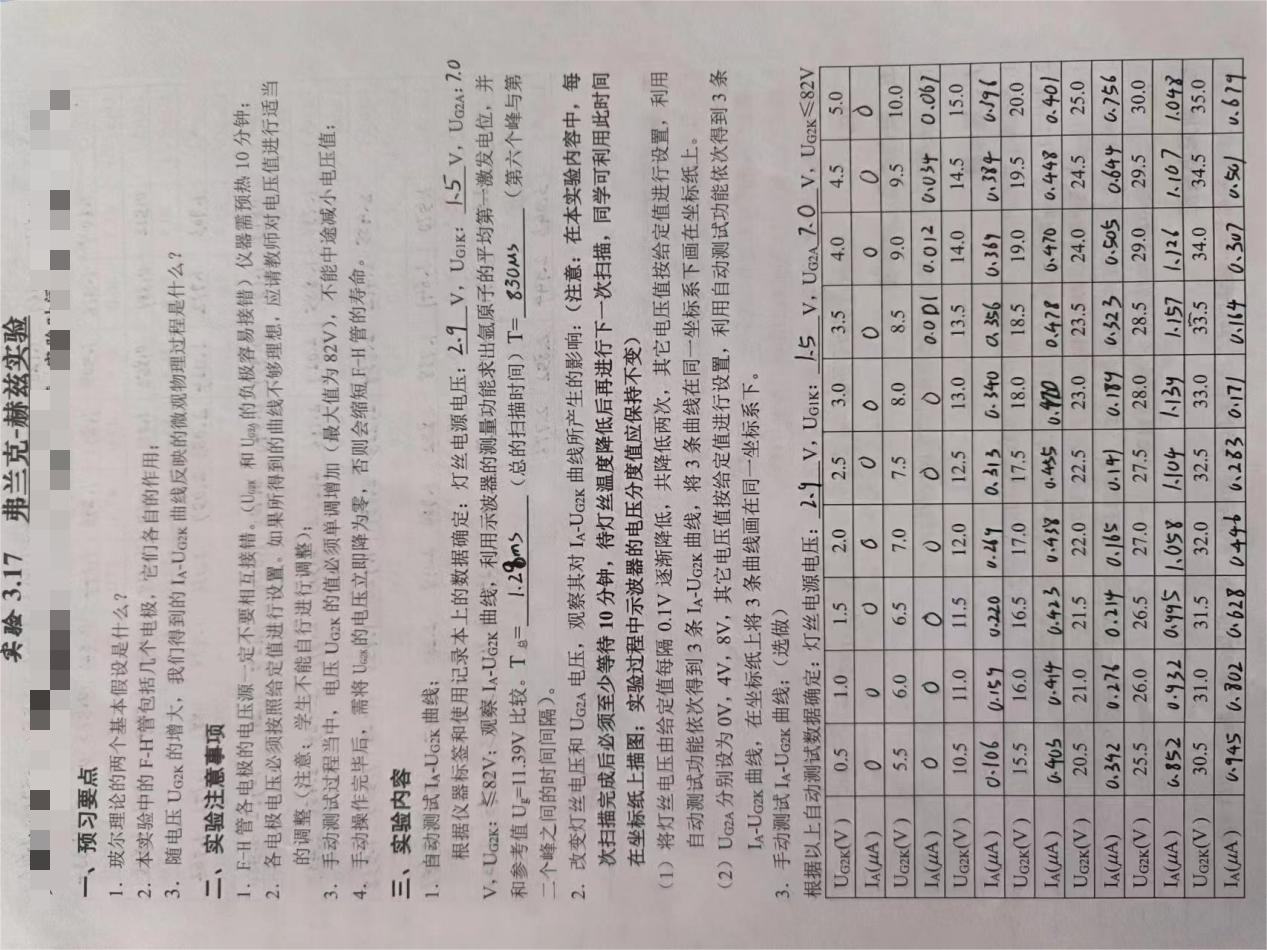 实验 3.17 弗兰克-赫兹实验
一、预习要点
1. 玻尔理论的两个基本假设是什么？
2. 本实验中的 F-H 管包括几个电极，它们各自的作用；
3. 随电压 UG2K 的增大，我们得到的 IA-UG2K 曲线反映的微观物理过程是什么？
二、实验注意事项
1. F-H 管各电极的电压源一定不要相互接错。(UG1K 和 UG2A 的负极容易接错）仪器需预热 10 分钟；
2. 各电极电压必须按照给定值进行设置。如果所得到的曲线不够理想，应请教师对电压值进行适当
的调整（注意：学生不能自行进行调整）；
3. 手动测试过程当中，电压 UG2K 的值必须单调增加（最大值为 82V），不能中途减小电压值；
4. 手动操作完毕后，需将 UG2K 的电压立即降为零，否则会缩短 F-H 管的寿命。
三、实验内容
1. 自动测试 IA-UG2K 曲线；
根据仪器标签和使用记录本上的数据确定：灯丝电源电压：2.9 V，UG1K：1.5 V，UG2A：7.0
V，UG2K：≦82V；观察 IA-UG2K 曲线，利用示波器的测量功能求出氩原子的平均第一激发电位，并
和参考值 Ug=11.39V 比较。T总= 1.28ms （总的扫描时间）T= 830μs （第六个峰与第
二个峰之间的时间间隔）。
2. 改变灯丝电压和 UG2A 电压，观察其对 IA-UG2K 曲线所产生的影响：（注意：在本实验内容中，每
次扫描完成后必须至少等待 10 分钟，待灯丝温度降低后再进行下一次扫描，同学可利用此时间
在坐标纸上描图；实验过程中示波器的电压分度值应保持不变）
（1）将灯丝电压由给定值每隔 0.1V 逐渐降低，共降低两次，其它电压值按给定值进行设置，利用
自动测试功能依次得到 3 条 IA-UG2K 曲线，将 3 条曲线在同一坐标系下画在坐标纸上。
（2）UG2A 分别设为 0V，4V，8V，其它电压值按给定值进行设置，利用自动测试功能依次得到 3 条
IA-UG2K 曲线，在坐标纸上将 3 条曲线画在同一坐标系下。
3. 手动测试 IA-UG2K 曲线；（选做）
根据以上自动测试数据确定：灯丝电源电压：2.9 V，UG1K：1.5 V，UG2A 7.0 V，UG2K≦82V
UG2K(V) 0.5 1.0 1.5 2.0 2.5 3.0 3.5 4.0 4.5 5.0
IA(μA) 0 0 0 0 0 0 0 0 0 0
UG2K(V) 5.5 6.0 6.5 7.0 7.5 8.0 8.5 9.0 9.5 10.0
IA(μA) 0 0 0 0 0 0 0.001 0.012 0.034 0.067
UG2K(V) 10.5 11.0 11.5 12.0 12.5 13.0 13.5 14.0 14.5 15.0
IA(μA) 0.106 0.159 0.220 0.269 0.313 0.340 0.356 0.369 0.384 0.396
UG2K(V) 15.5 16.0 16.5 17.0 17.5 18.0 18.5 19.0 19.5 20.0
IA(μA) 0.405 0.414 0.423 0.438 0.455 0.470 0.478 0.470 0.448 0.401
UG2K(V) 20.5 21.0 21.5 22.0 22.5 23.0 23.5 24.0 24.5 25.0
IA(μA) 0.342 0.276 0.214 0.165 0.141 0.189 0.323 0.505 0.644 0.756
UG2K(V) 25.5 26.0 26.5 27.0 27.5 28.0 28.5 29.0 29.5 30.0
IA(μA) 0.852 0.932 0.995 1.058 1.104 1.139 1.157 1.126 1.107 1.048
UG2K(V) 30.5 31.0 31.5 32.0 32.5 33.0 33.5 34.0 34.5 35.0
IA(μA) 0.945 0.802 0.628 0.446 0.283 0.171 0.164 0.307 0.501 0.679